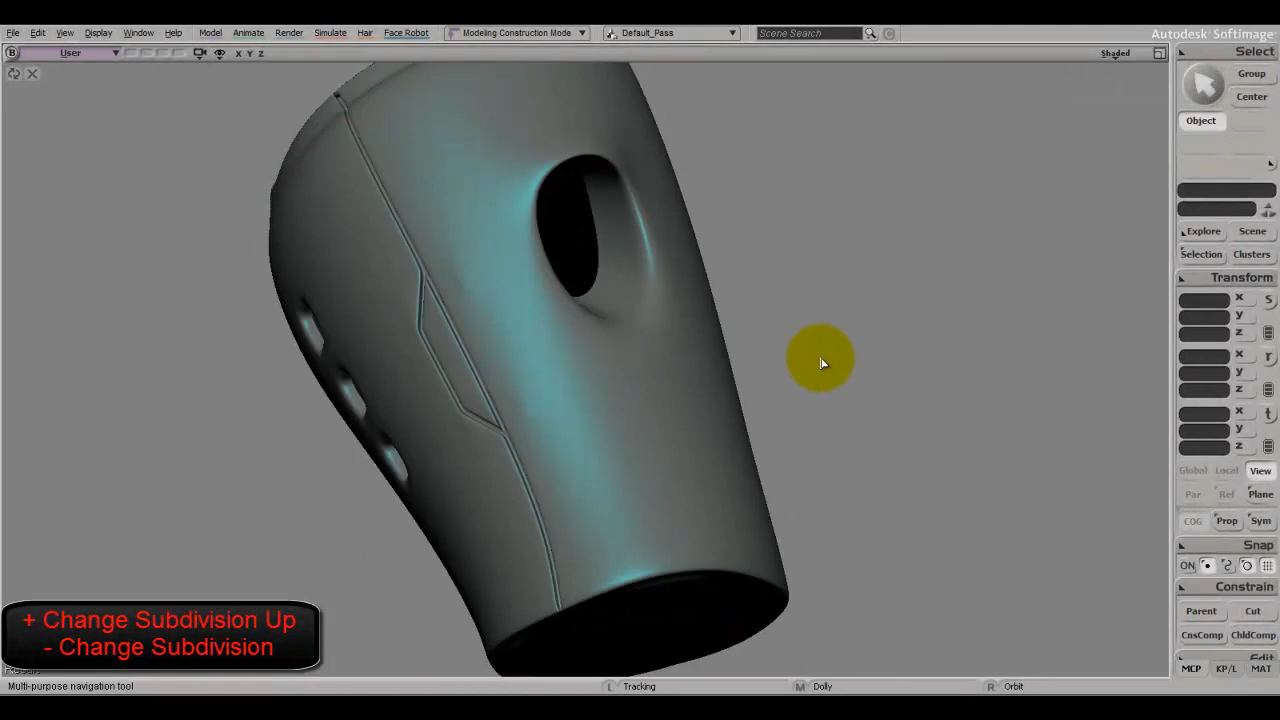 File Edit View Display Window Help Model Animate Render Simulate Hair Face Robot Modeling Construction Mode Default_Pass Scene Search C Autodesk® Softimage®
B User X Y Z Shaded
Select
Group
Center
Object
Explore Scene
Selection Clusters
Transform
x s
y
z
x r
y
z
x t
y
z
Global Local View
Par Ref Plane
COG Prop Sym
Snap
ON
Constrain
Parent Cut
CnsComp ChldComp
Edit
MCP KP/L MAT
+ Change Subdivision Up
- Change Subdivision
Multi-purpose navigation tool L Tracking M Dolly R Orbit